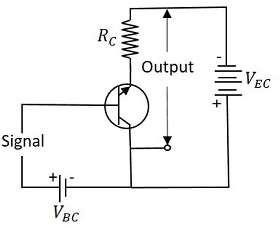 R_C
Output
-
V_EC
+
Signal
+ -
V_BC